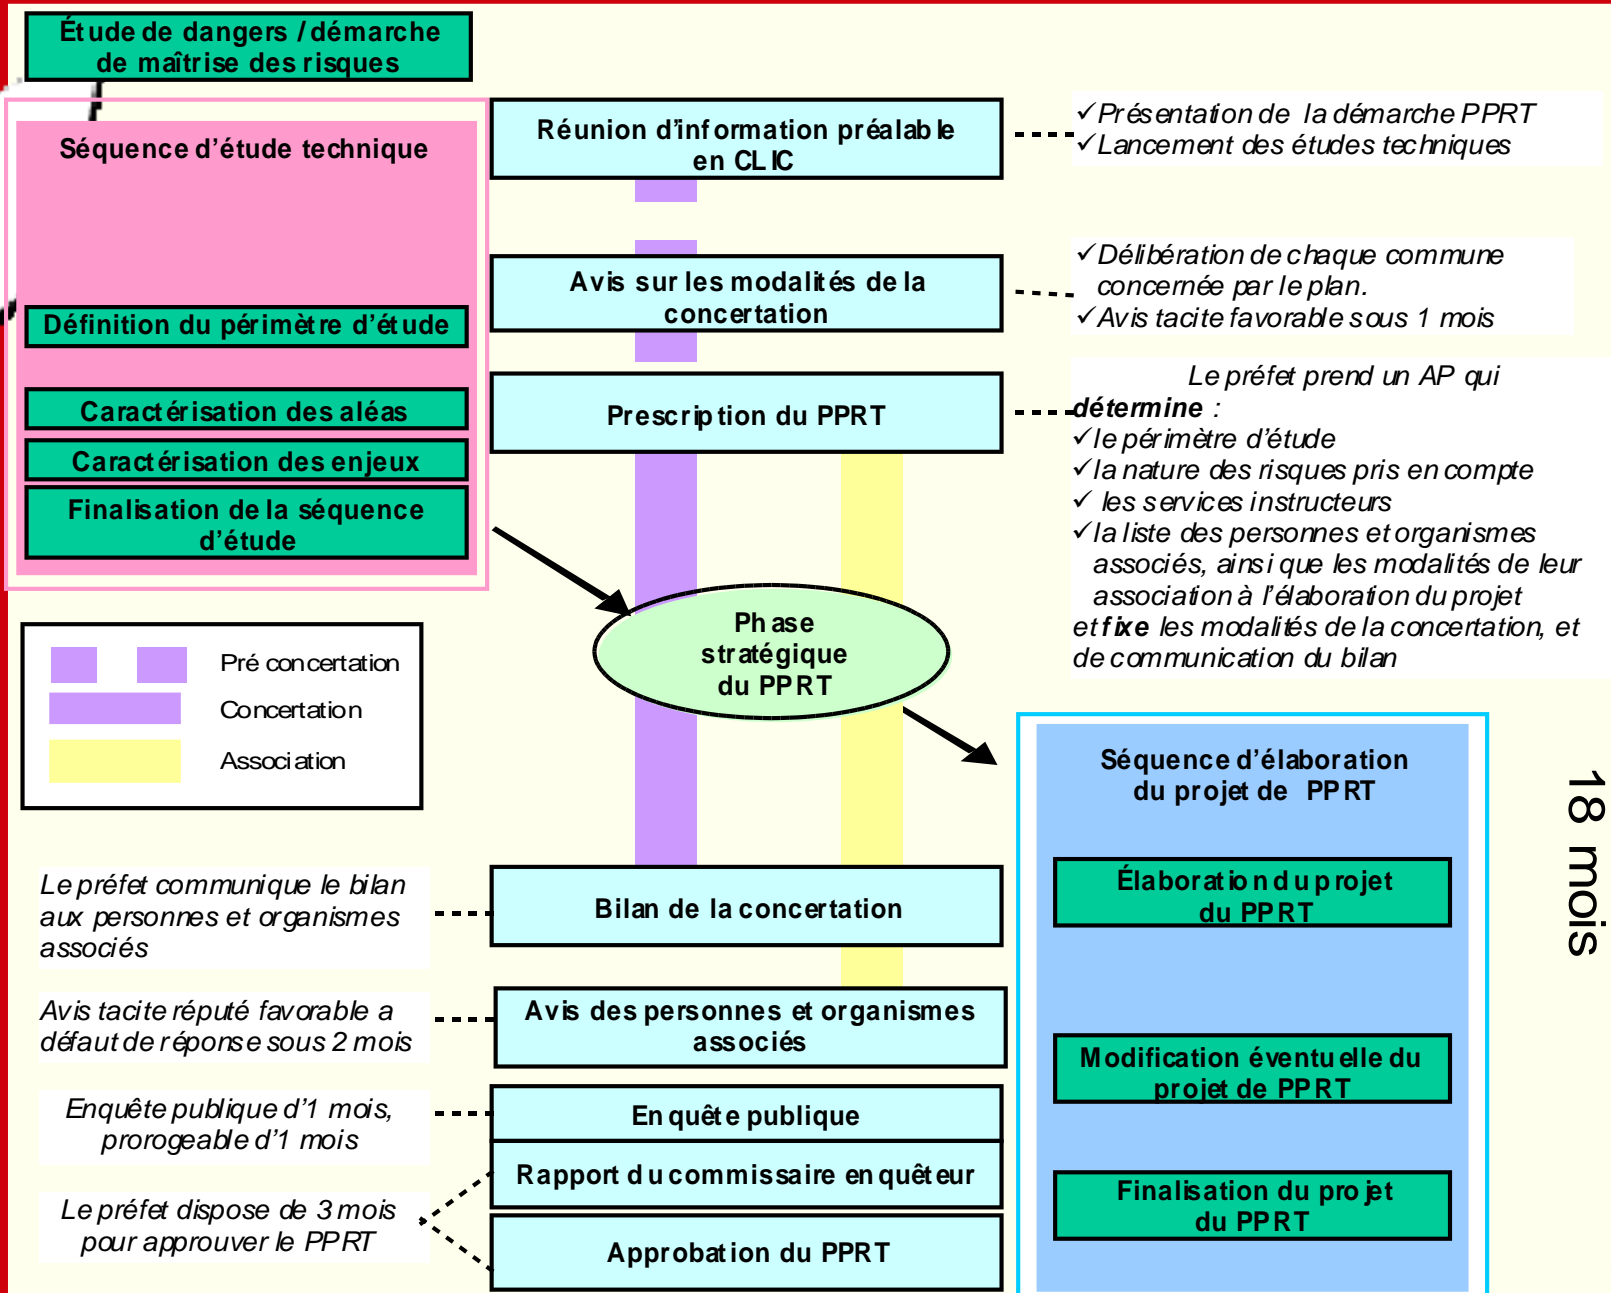 Étude de dangers / démarche
de maîtrise des risques
Séquence d'étude technique
Définition du périmètre d'étude
Caractérisation des aléas
Caractérisation des enjeux
Finalisation de la séquence
d'étude
Réunion d'information préalable
en CLIC
✓Présentation de la démarche PPRT
✓Lancement des études techniques
Avis sur les modalités de la
concertation
✓Délibération de chaque commune
concernée par le plan.
✓Avis tacite favorable sous 1 mois
Prescription du PPRT
Le préfet prend un AP qui
détermine :
✓le périmètre d'étude
✓la nature des risques pris en compte
✓ les services instructeurs
✓la liste des personnes et organismes
associés, ainsi que les modalités de leur
association à l'élaboration du projet
et fixe les modalités de la concertation, et
de communication du bilan
Phase
stratégique
du PPRT
Pré concertation
Concertation
Association
Séquence d'élaboration
du projet de PPRT
Élaboration du projet
du PPRT
Modification éventuelle du
projet de PPRT
Finalisation du projet
du PPRT
18 mois
Le préfet communique le bilan
aux personnes et organismes
associés
Bilan de la concertation
Avis tacite réputé favorable a
défaut de réponse sous 2 mois
Avis des personnes et organismes
associés
Enquête publique d'1 mois,
prorogeable d'1 mois
Enquête publique
Rapport du commissaire enquêteur
Le préfet dispose de 3 mois
pour approuver le PPRT
Approbation du PPRT